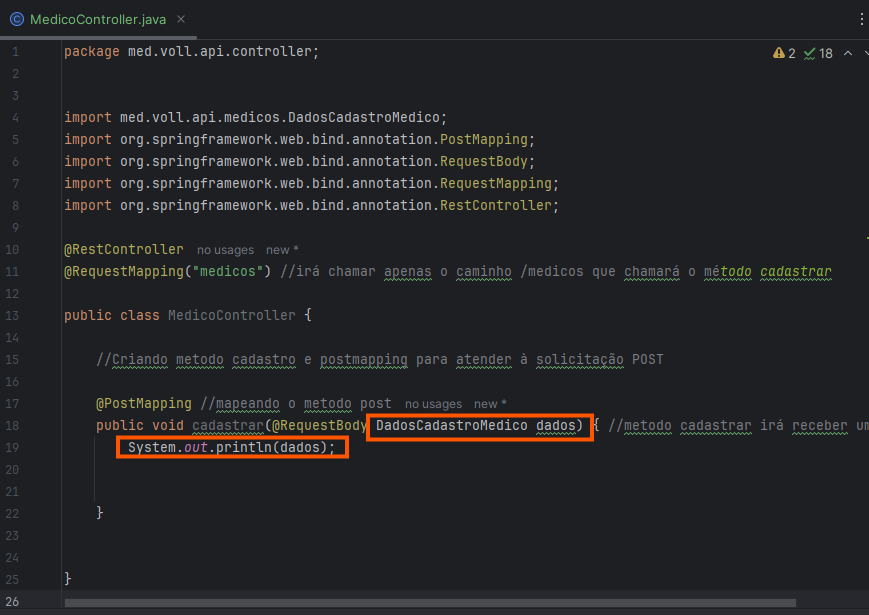 MedicoController.java
2 18
1 package med.voll.api.controller;
2
3
4 import med.voll.api.medicos.DadosCadastroMedico;
5 import org.springframework.web.bind.annotation.PostMapping;
6 import org.springframework.web.bind.annotation.RequestBody;
7 import org.springframework.web.bind.annotation.RequestMapping;
8 import org.springframework.web.bind.annotation.RestController;
9
10 @RestController no usages new *
11 @RequestMapping("medicos") //irá chamar apenas o caminho /medicos que chamará o método cadastrar
12
13 public class MedicoController {
14
15 //Criando metodo cadastro e postmapping para atender à solicitação POST
16
17 @PostMapping //mapeando o metodo post no usages new *
18 public void cadastrar(@RequestBody DadosCadastroMedico dados) { //metodo cadastrar irá receber um
19 System.out.println(dados);
20
21
22 }
23
24
25 }
26